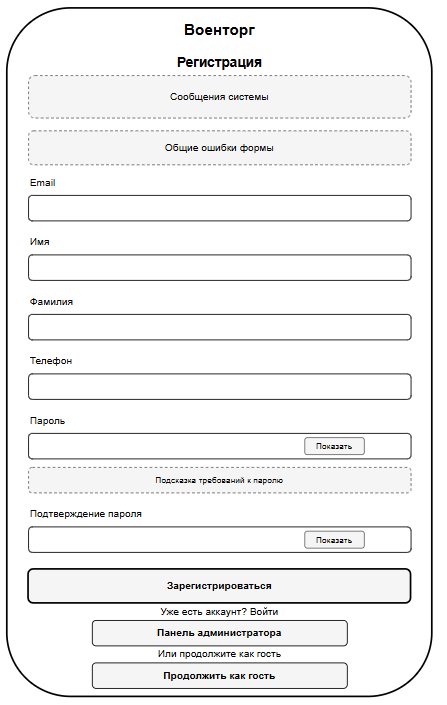 Военторг
Регистрация
Сообщения системы
Общие ошибки формы
Email
Имя
Фамилия
Телефон
Пароль
Показать
Подсказка требований к паролю
Подтверждение пароля
Показать
Зарегистрироваться
Уже есть аккаунт? Войти
Панель администратора
Или продолжите как гость
Продолжить как гость